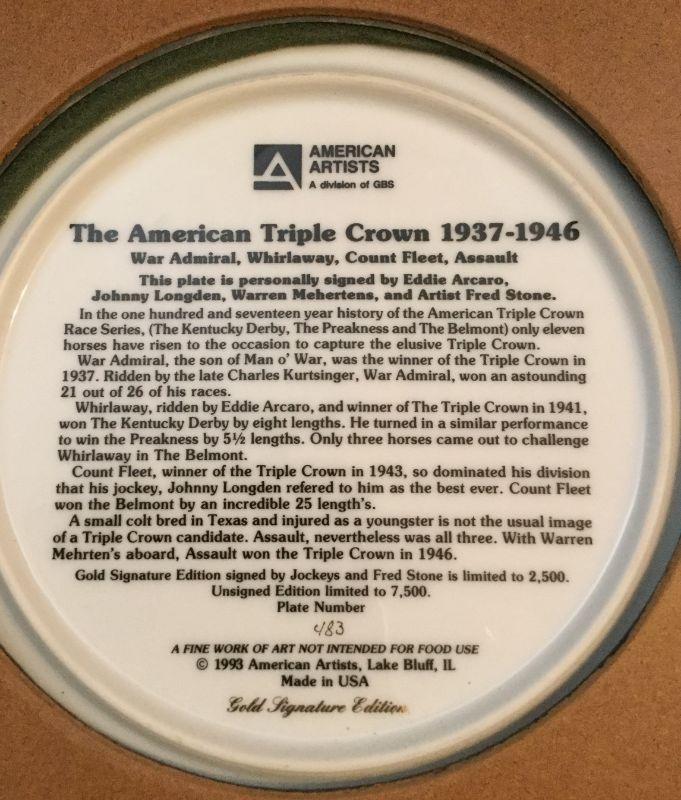 AMERICAN
ARTISTS
A division of GBS
The American Triple Crown 1937-1946
War Admiral, Whirlaway, Count Fleet, Assault
This plate is personally signed by Eddie Arcaro,
Johnny Longden, Warren Mehertens, and Artist Fred Stone.
In the one hundred and seventeen year history of the American Triple Crown
Race Series, (The Kentucky Derby, The Preakness and The Belmont) only eleven
horses have risen to the occasion to capture the elusive Triple Crown.
War Admiral, the son of Man o' War, was the winner of the Triple Crown in
1937. Ridden by the late Charles Kurtsinger, War Admiral, won an astounding
21 out of 26 of his races.
Whirlaway, ridden by Eddie Arcaro, and winner of The Triple Crown in 1941,
won The Kentucky Derby by eight lengths. He turned in a similar performance
to win the Preakness by 5½ lengths. Only three horses came out to challenge
Whirlaway in The Belmont.
Count Fleet, winner of the Triple Crown in 1943, so dominated his division
that his jockey, Johnny Longden refered to him as the best ever. Count Fleet
won the Belmont by an incredible 25 length's.
A small colt bred in Texas and injured as a youngster is not the usual image
of a Triple Crown candidate. Assault, nevertheless was all three. With Warren
Mehrten's aboard, Assault won the Triple Crown in 1946.
Gold Signature Edition signed by Jockeys and Fred Stone is limited to 2,500.
Unsigned Edition limited to 7,500.
Plate Number
483
A FINE WORK OF ART NOT INTENDED FOR FOOD USE
© 1993 American Artists, Lake Bluff, IL
Made in USA
Gold Signature Edition